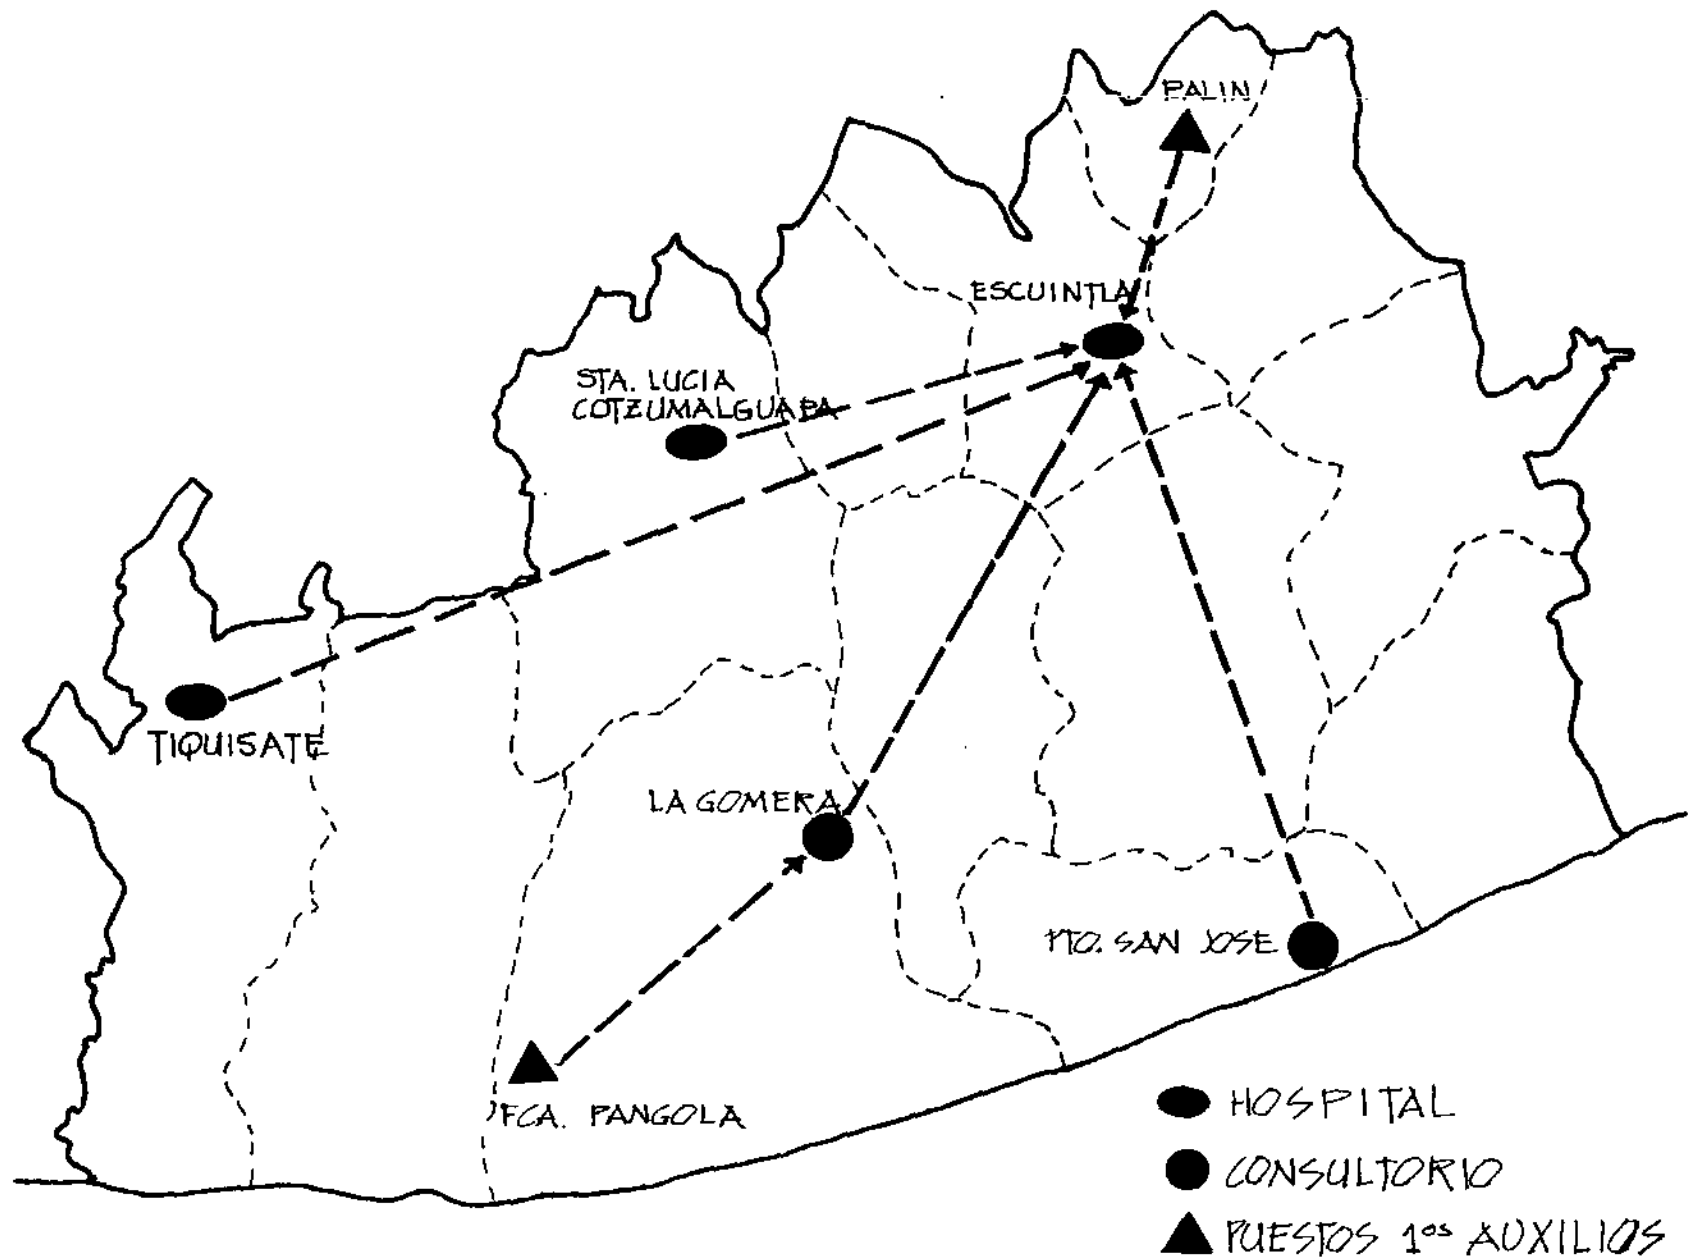 PALIN
ESCUINTLA
STA. LUCIA
COTZUMALGUAPA
TIQUISATE
LA GOMERA
PTO. SAN JOSE
FCA. PANGOLA
HOSPITAL
CONSULTORIO
PUESTOS 1os AUXILIOS